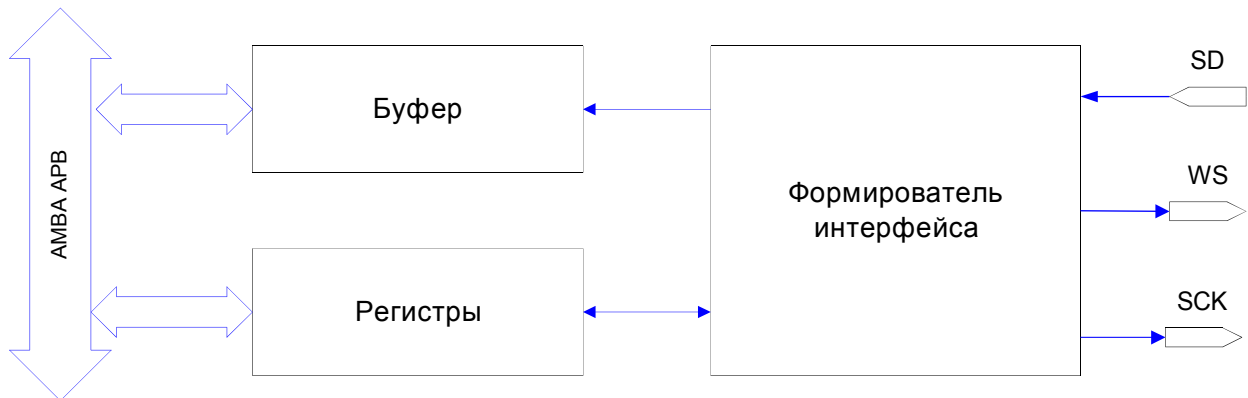 SD
Буфер
AMBA APB
WS
Формирователь
интерфейса
Регистры
SCK